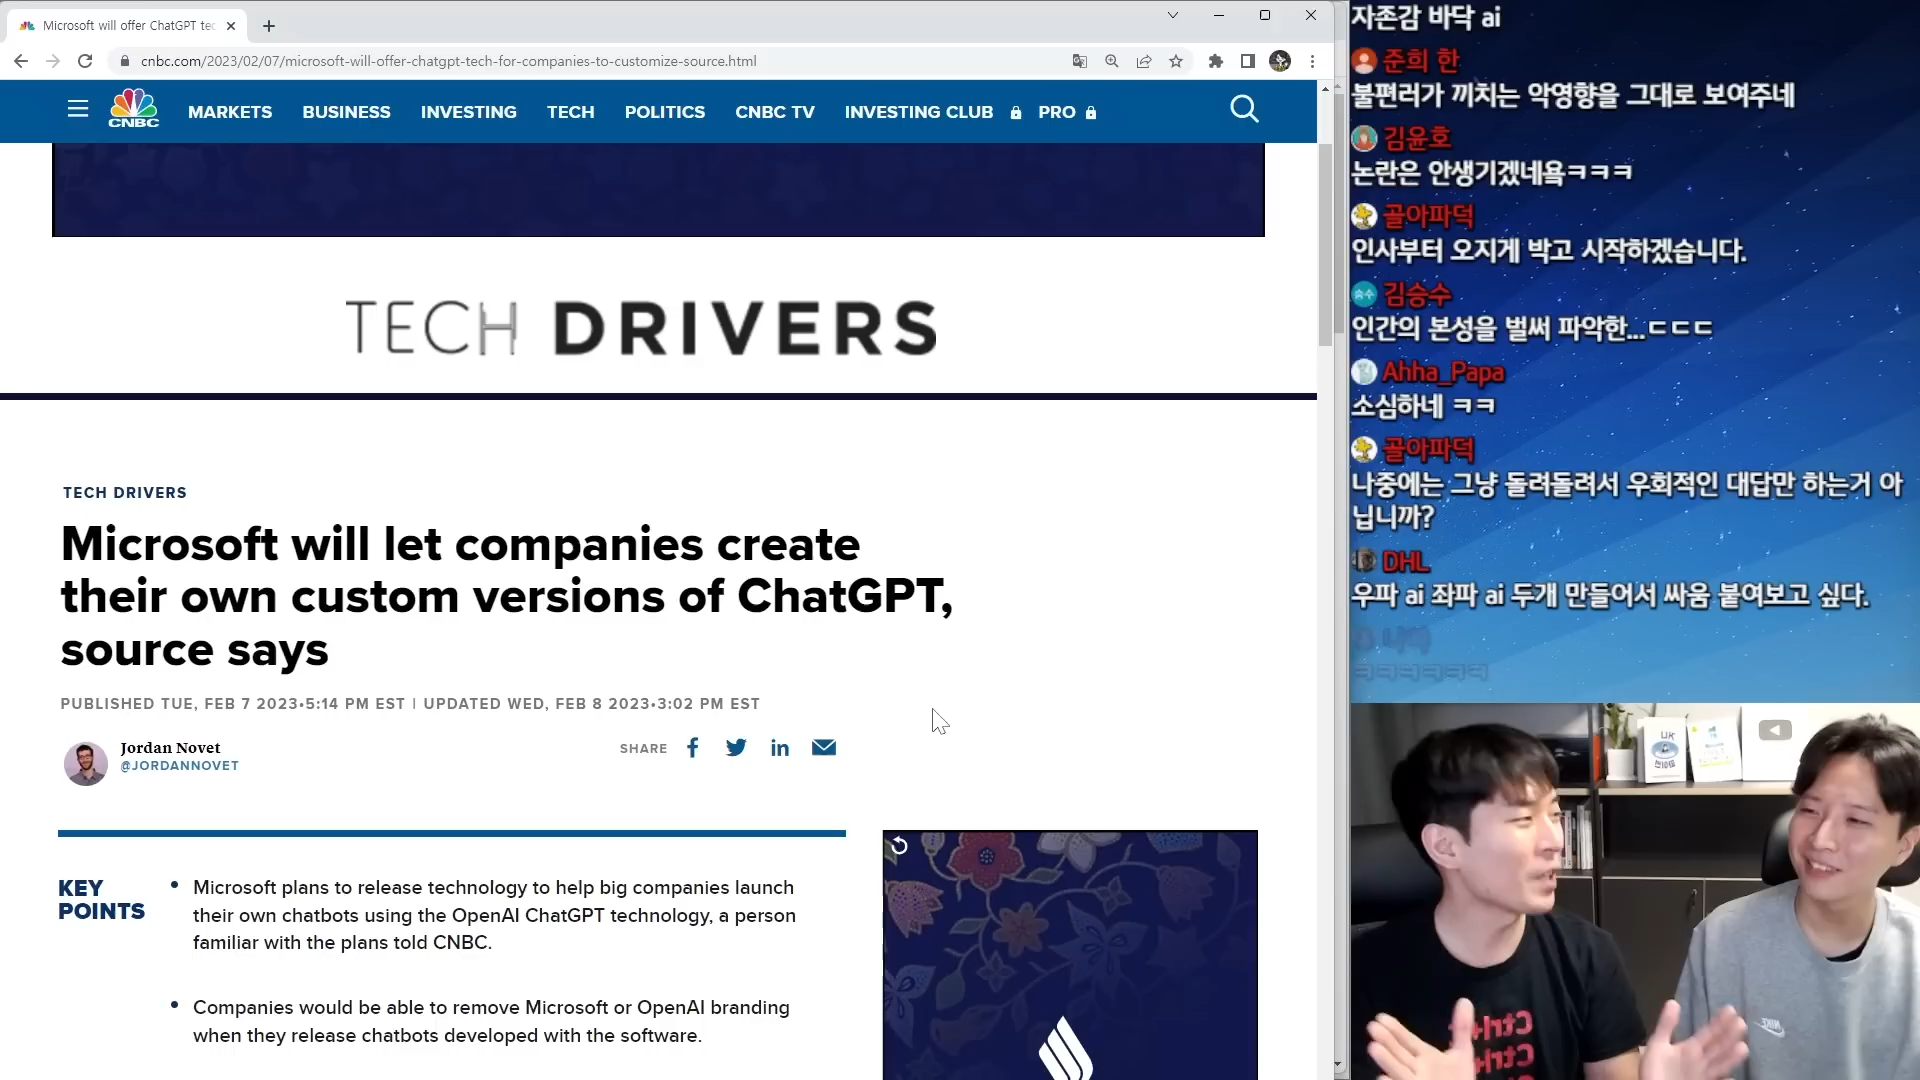 Microsoft will offer ChatGPT tec
cnbc.com/2023/02/07/microsoft-will-offer-chatgpt-tech-for-companies-to-customize-source.html
CNBC
MARKETS BUSINESS INVESTING TECH POLITICS CNBC TV INVESTING CLUB PRO
TECH DRIVERS
TECH DRIVERS
Microsoft will let companies create
their own custom versions of ChatGPT,
source says
PUBLISHED TUE, FEB 7 2023•5:14 PM EST | UPDATED WED, FEB 8 2023•3:02 PM EST
Jordan Novet
@JORDANNOVET
SHARE
KEY
POINTS
Microsoft plans to release technology to help big companies launch
their own chatbots using the OpenAI ChatGPT technology, a person
familiar with the plans told CNBC.
Companies would be able to remove Microsoft or OpenAI branding
when they release chatbots developed with the software.
자존감 바닥 ai
준희 한
불편러가 끼치는 악영향을 그대로 보여주네
김윤호
논란은 안생기겠네욬ㅋㅋㅋ
골아파덕
인사부터 오지게 박고 시작하겠습니다.
승수 김승수
인간의 본성을 벌써 파악한...ㄷㄷㄷ
Ahha_Papa
소심하네 ㅋㅋ
골아파덕
나중에는 그냥 돌려돌려서 우회적인 대답만 하는거 아
닙니까?
DHL
우파 ai 좌파 ai 두개 만들어서 싸움 붙여보고 싶다.
ㅋㅋㅋㅋㅋㅋ
Ctrl+
Ctrl+